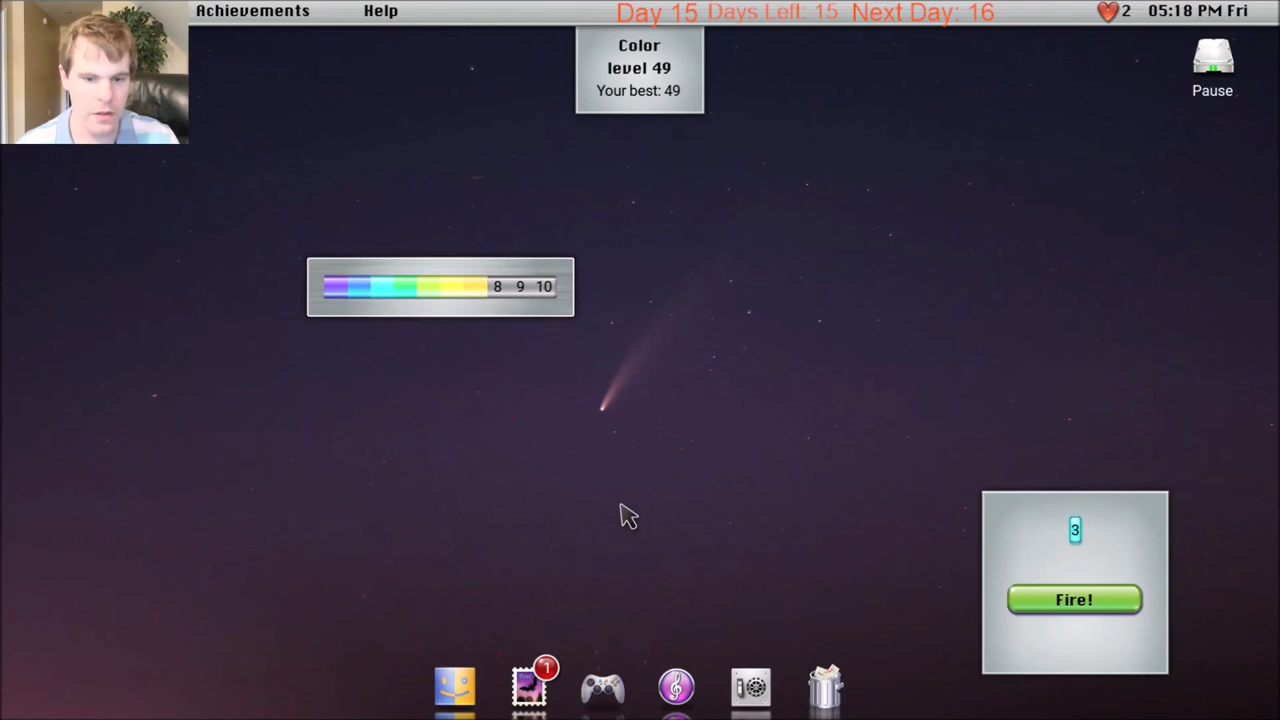 Achievements Help Day 15 Days Left: 15 Next Day: 16 2 05:18 PM Fri
Color
level 49
Your best: 49
Pause
8 9 10
3
Fire!
1